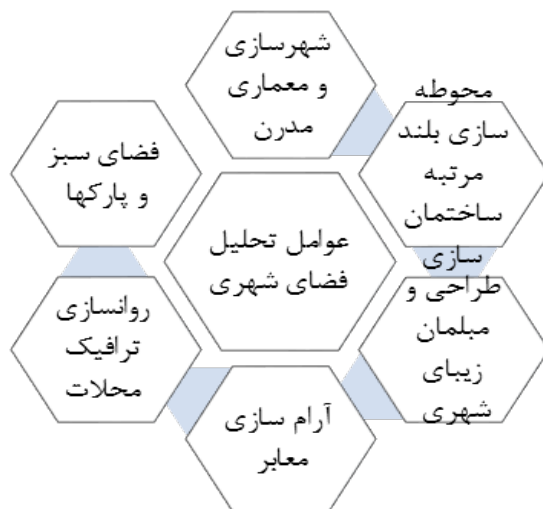 شهرسازی
و معماری
مدرن
محوطه
سازی بلند
مرتبه
ساختمان
سازی
طراحی و
مبلمان
زیبای
شهری
آرام سازی
معابر
روانسازی
ترافیک
محلات
فضای سبز
و پارکها
عوامل تحلیل
فضای شهری